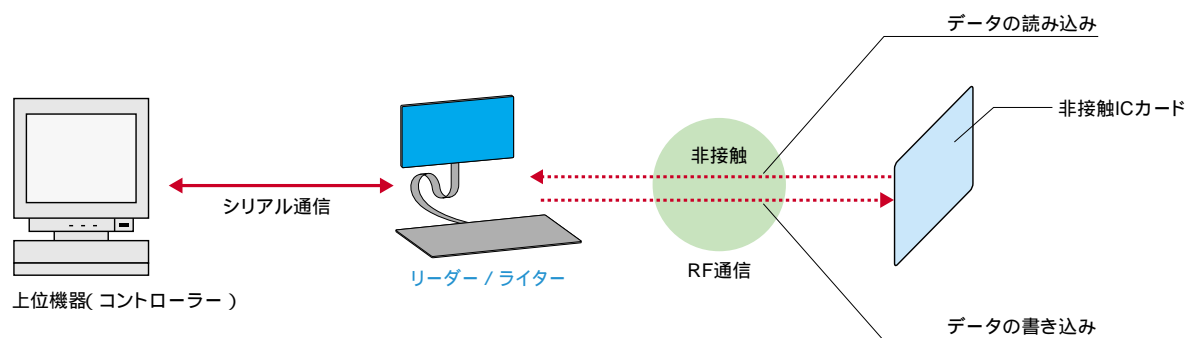 データの読み込み
非接触ICカード
非接触
シリアル通信
RF通信
リーダー / ライター
上位機器( コントローラー )
データの書き込み